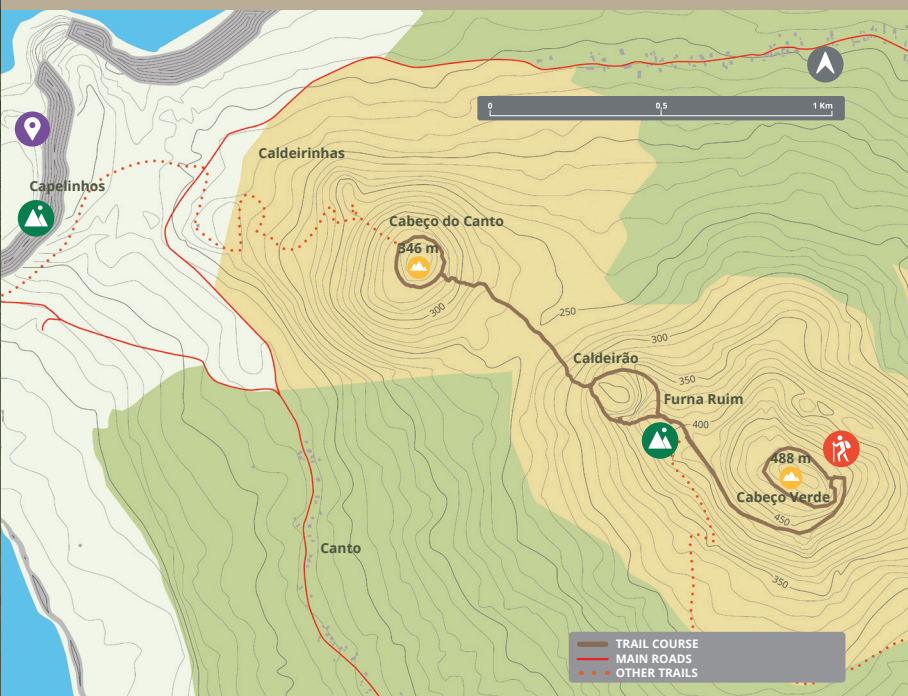 0 0,5 1 Km
Caldeirinhas
Capelinhos
Cabeço do Canto
346 m
300
250
300
Caldeirão
350
Furna Ruim
400
488 m
Cabeço Verde
450
Canto
350
TRAIL COURSE
MAIN ROADS
OTHER TRAILS